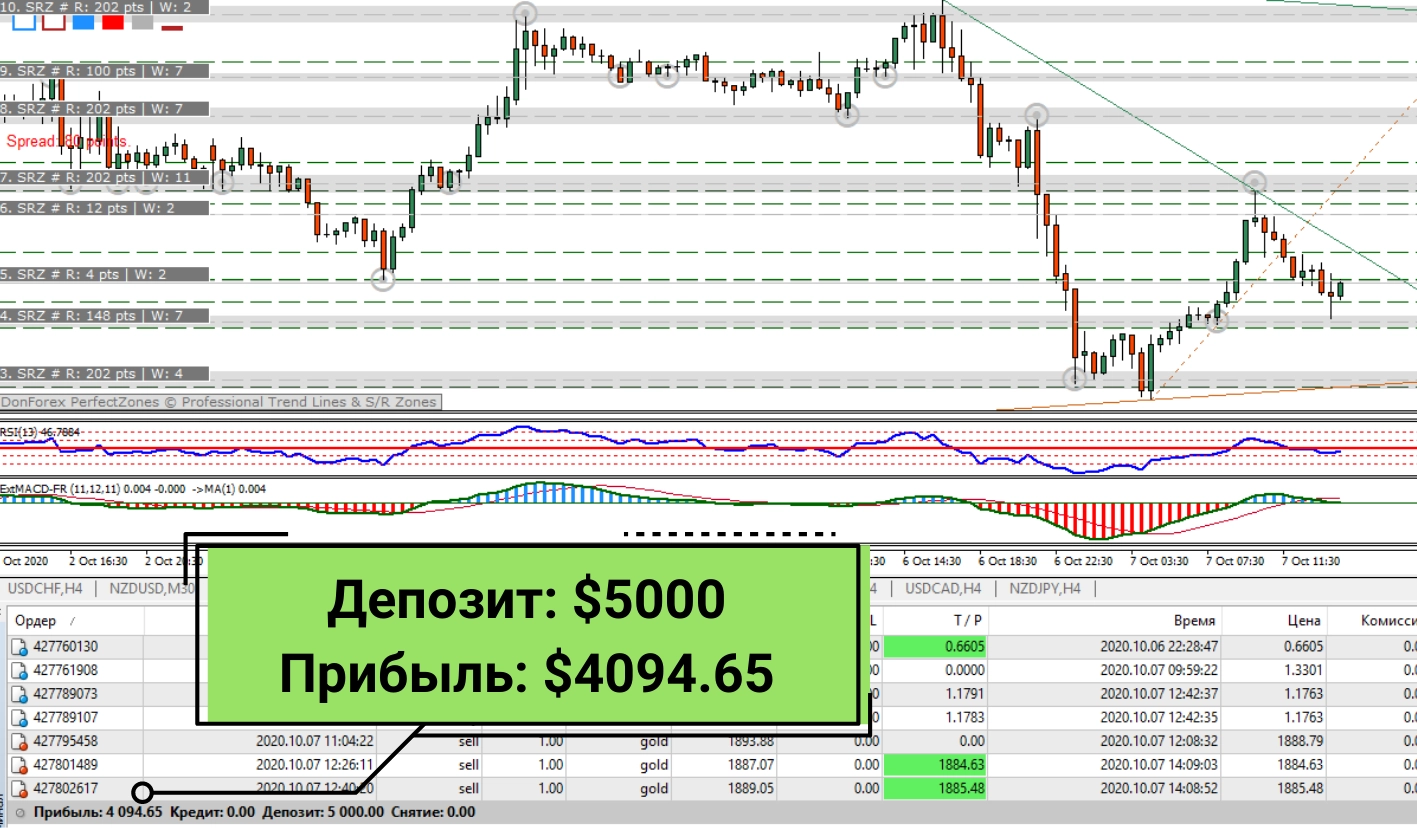 10. SRZ # R: 202 pts | W: 2
9. SRZ # R: 100 pts | W: 7
8. SRZ # R: 202 pts | W: 7
Spread: 80 points.
7. SRZ # R: 202 pts | W: 11
6. SRZ # R: 12 pts | W: 2
5. SRZ # R: 4 pts | W: 2
4. SRZ # R: 148 pts | W: 7
3. SRZ # R: 202 pts | W: 4
DonForex PerfectZones © Professional Trend Lines & S/R Zones
RSI(13) 46.7884
ExtMACD-FR (11,12,11) 0.004 -0.000 ->MA(1) 0.004
Oct 2020 2 Oct 16:30 2 Oct 20:30 :30 6 Oct 14:30 6 Oct 18:30 6 Oct 22:30 7 Oct 03:30 7 Oct 07:30 7 Oct 11:30
USDCHF,H4 | NZDUSD,M30 4 | USDCAD,H4 | NZDJPY,H4 |
Депозит: $5000
Прибыль: $4094.65
Ордер / L T / P Время Цена Комисси
427760130 00 0.6605 2020.10.06 22:28:47 0.6605 0.0
427761908 00 0.0000 2020.10.07 09:59:22 1.3301 0.0
427789073 00 1.1791 2020.10.07 12:42:37 1.1763 0.0
427789107 0 1.1783 2020.10.07 12:42:35 1.1763 0.0
427795458 2020.10.07 11:04:22 sell 1.00 gold 1893.88 0.00 0.00 2020.10.07 12:08:32 1888.79 0.0
427801489 2020.10.07 12:26:11 sell 1.00 gold 1887.07 0.00 1884.63 2020.10.07 14:09:03 1884.63 0.0
427802617 2020.10.07 12:40:20 sell 1.00 gold 1889.05 0.00 1885.48 2020.10.07 14:08:52 1885.48 0.0
Прибыль: 4 094.65 Кредит: 0.00 Депозит: 5 000.00 Снятие: 0.00